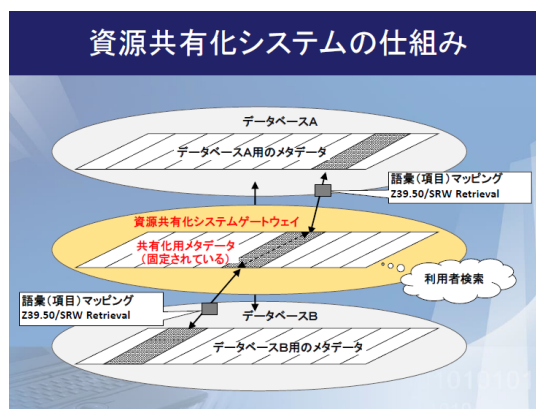 資源共有化システムの仕組み
データベースA
データベースA用のメタデータ
語彙(項目)マッピング
Z39.50/SRW Retrieval
資源共有化システムゲートウェイ
共有化用メタデータ
(固定されている)
利用者検索
語彙(項目)マッピング
Z39.50/SRW Retrieval
データベースB
データベースB用のメタデータ